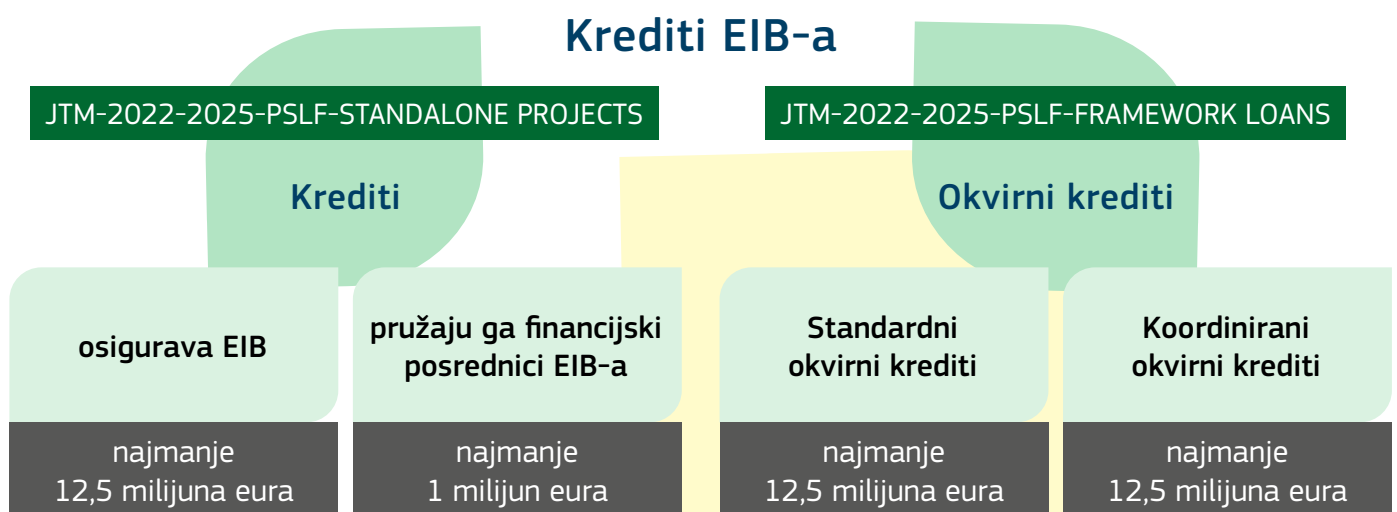 Krediti EIB-a
JTM-2022-2025-PSLF-STANDALONE PROJECTS
Krediti
osigurava EIB
najmanje
12,5 milijuna eura
pružaju ga financijski
posrednici EIB-a
najmanje
1 milijun eura
JTM-2022-2025-PSLF-FRAMEWORK LOANS
Okvirni krediti
Standardni
okvirni krediti
najmanje
12,5 milijuna eura
Koordinirani
okvirni krediti
najmanje
12,5 milijuna eura